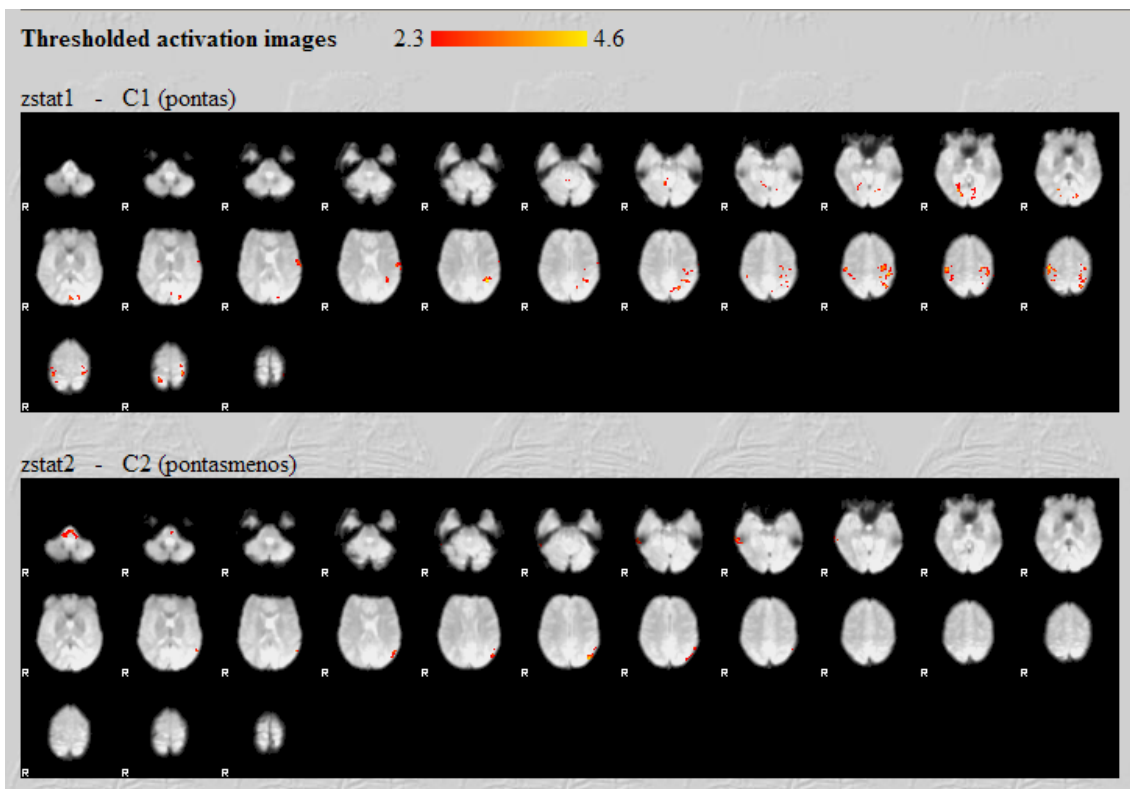 Thresholded activation images 2.3 4.6
zstat1 - C1 (pontas)
R R R R R R R R R R R
R R R R R R R R R R R
R R R
zstat2 - C2 (pontasmenos)
R R R R R R R R R R R
R R R R R R R R R R R
R R R